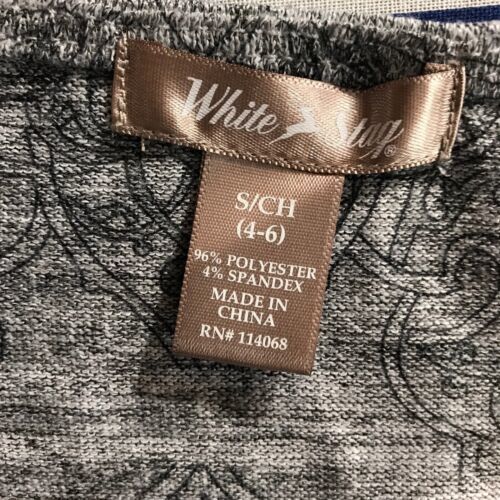 White Stag®
S/CH
(4-6)
96% POLYESTER
4% SPANDEX
MADE IN
CHINA
RN# 114068